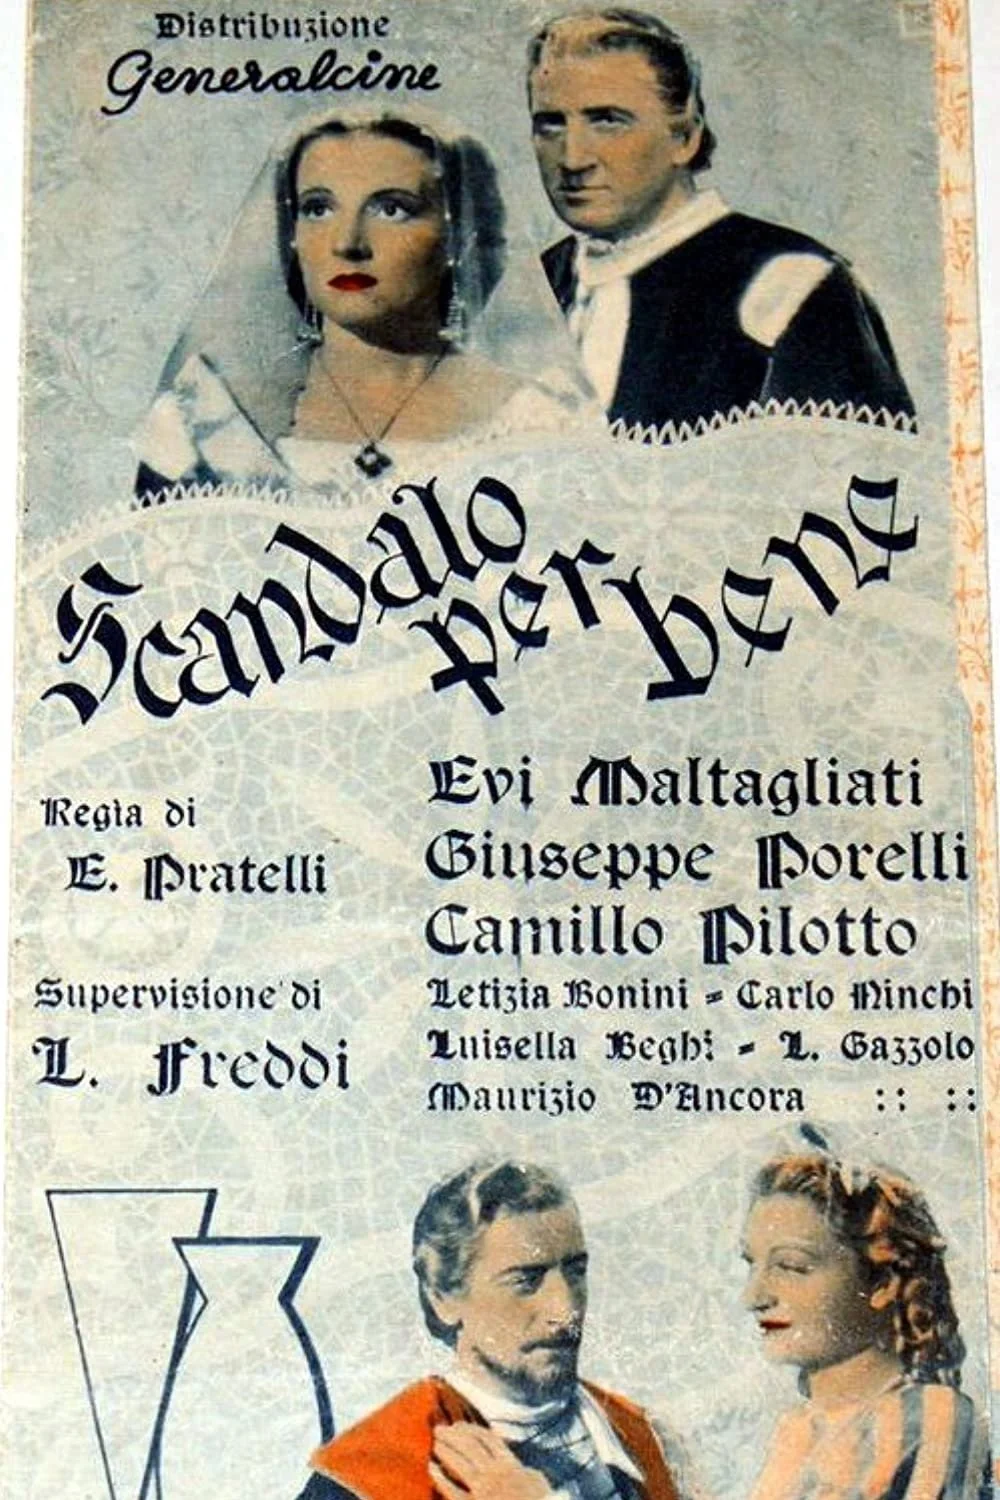 Distribuzione
Generalcine
Scandalo
per bene
Regia di
E. Pratelli
Supervisione di
L. Freddi
Evi Maltagliati
Giuseppe Porelli
Camillo Pilotto
Letizia Bonini - Carlo Ninchi
Luisella Beghi - L. Gazzolo
Maurizio D'Ancora :: ::